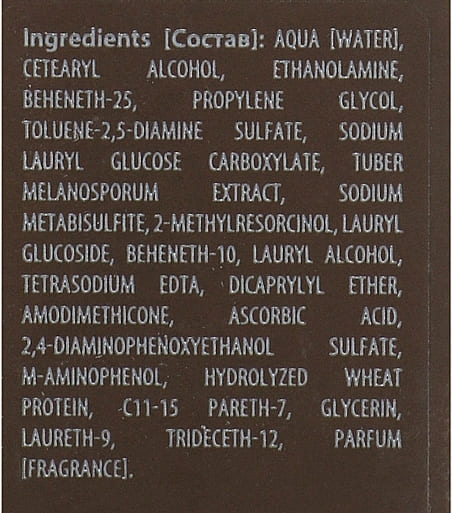 Ingredients [Состав]: AQUA [WATER],
CETEARYL ALCOHOL, ETHANOLAMINE,
BEHENETH-25, PROPYLENE GLYCOL,
TOLUENE-2,5-DIAMINE SULFATE, SODIUM
LAURYL GLUCOSE CARBOXYLATE, TUBER
MELANOSPORUM EXTRACT, SODIUM
METABISULFITE, 2-METHYLRESORCINOL, LAURYL
GLUCOSIDE, BEHENETH-10, LAURYL ALCOHOL,
TETRASODIUM EDTA, DICAPRYLYL ETHER,
AMODIMETHICONE, ASCORBIC ACID,
2,4-DIAMINOPHENOXYETHANOL SULFATE,
M-AMINOPHENOL, HYDROLYZED WHEAT
PROTEIN, C11-15 PARETH-7, GLYCERIN,
LAURETH-9, TRIDECETH-12, PARFUM
[FRAGRANCE].